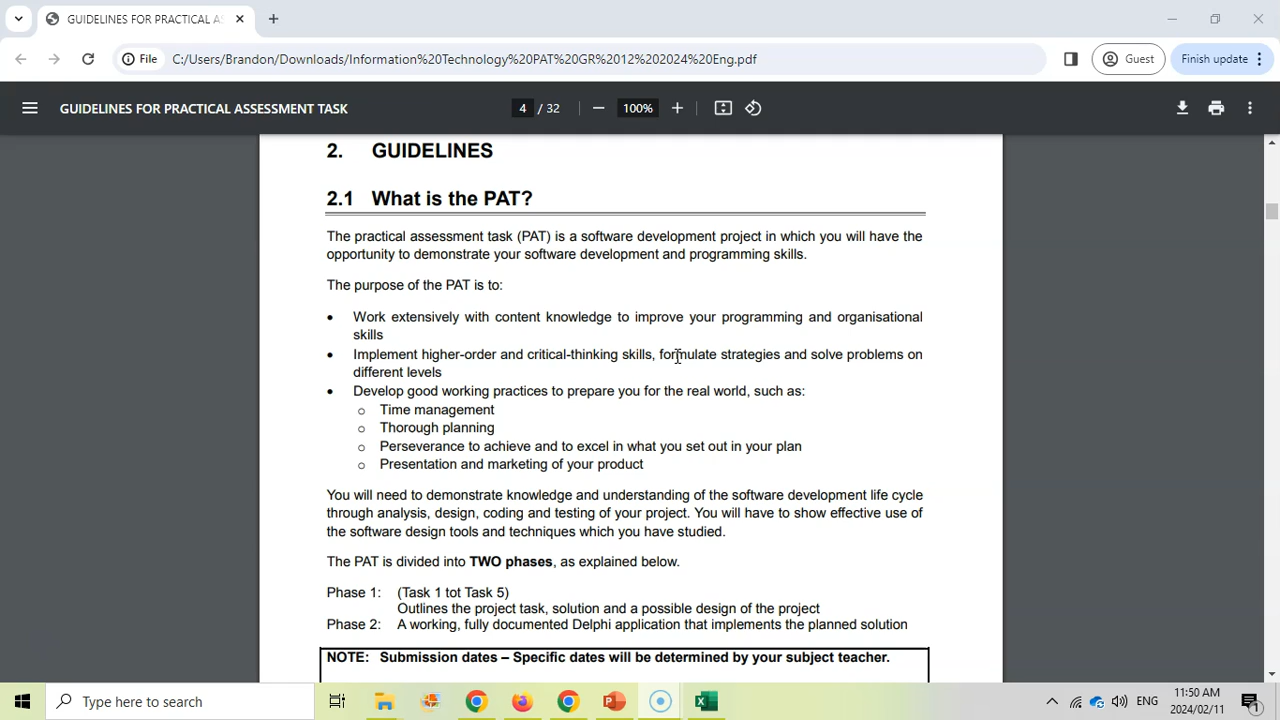 GUIDELINES FOR PRACTICAL AS
File C:/Users/Brandon/Downloads/Information%20Technology%20PAT%20GR%2012%202024%20Eng.pdf Guest Finish update
GUIDELINES FOR PRACTICAL ASSESSMENT TASK 4 / 32 100%
2. GUIDELINES
2.1 What is the PAT?
The practical assessment task (PAT) is a software development project in which you will have the
opportunity to demonstrate your software development and programming skills.
The purpose of the PAT is to:
• Work extensively with content knowledge to improve your programming and organisational
skills
• Implement higher-order and critical-thinking skills, formulate strategies and solve problems on
different levels
• Develop good working practices to prepare you for the real world, such as:
o Time management
o Thorough planning
o Perseverance to achieve and to excel in what you set out in your plan
o Presentation and marketing of your product
You will need to demonstrate knowledge and understanding of the software development life cycle
through analysis, design, coding and testing of your project. You will have to show effective use of
the software design tools and techniques which you have studied.
The PAT is divided into TWO phases, as explained below.
Phase 1: (Task 1 tot Task 5)
Outlines the project task, solution and a possible design of the project
Phase 2: A working, fully documented Delphi application that implements the planned solution
NOTE: Submission dates – Specific dates will be determined by your subject teacher.
Type here to search ENG 11:50 AM
2024/02/11